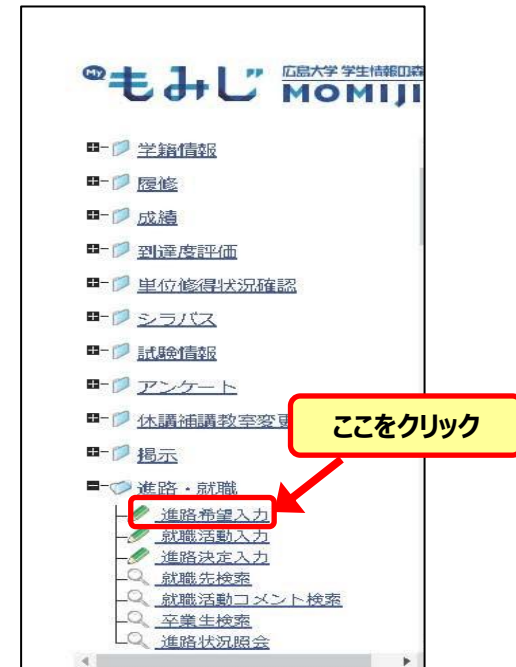 My もみじ 広島大学 学生情報の森
MOMIJI
学籍情報
履修
成績
到達度評価
単位修得状況確認
シラバス
試験情報
アンケート
休講補講教室変更
ここをクリック
掲示
進路・就職
進路希望入力
就職活動入力
進路決定入力
就職先検索
就職活動コメント検索
卒業生検索
進路状況照会